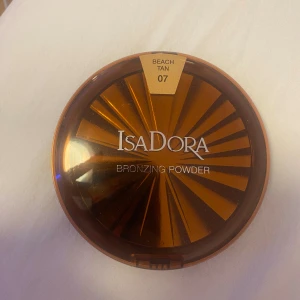 BEACH
TAN
07
ISADORA
BRONZING POWDER